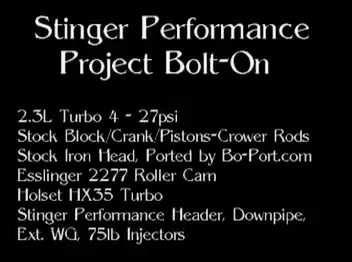 Stinger Performance
Project Bolt-On
2.3L Turbo 4 - 27psi
Stock Block/Crank/Pistons-Crower Rods
Stock Iron Head, Ported by Bo-Port.com
Esslinger 2277 Roller Cam
Holset HX35 Turbo
Stinger Performance Header, Downpipe,
Ext. WG, 75lb Injectors